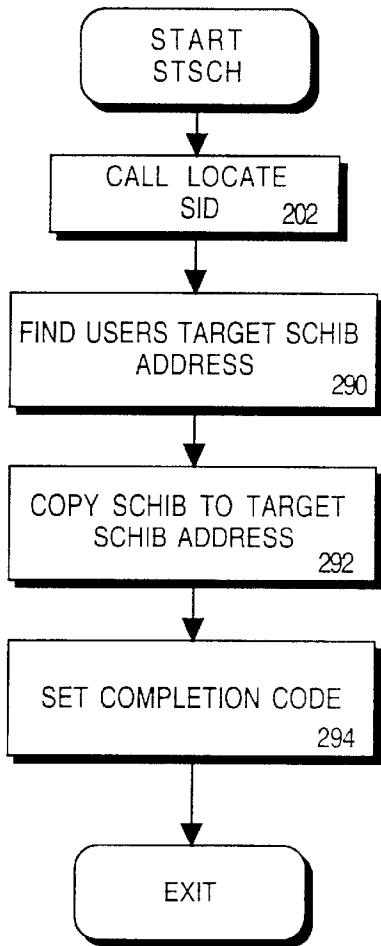 START
STSCH
CALL LOCATE
SID
202
FIND USERS TARGET SCHIB
ADDRESS
290
COPY SCHIB TO TARGET
SCHIB ADDRESS
292
SET COMPLETION CODE
294
EXIT